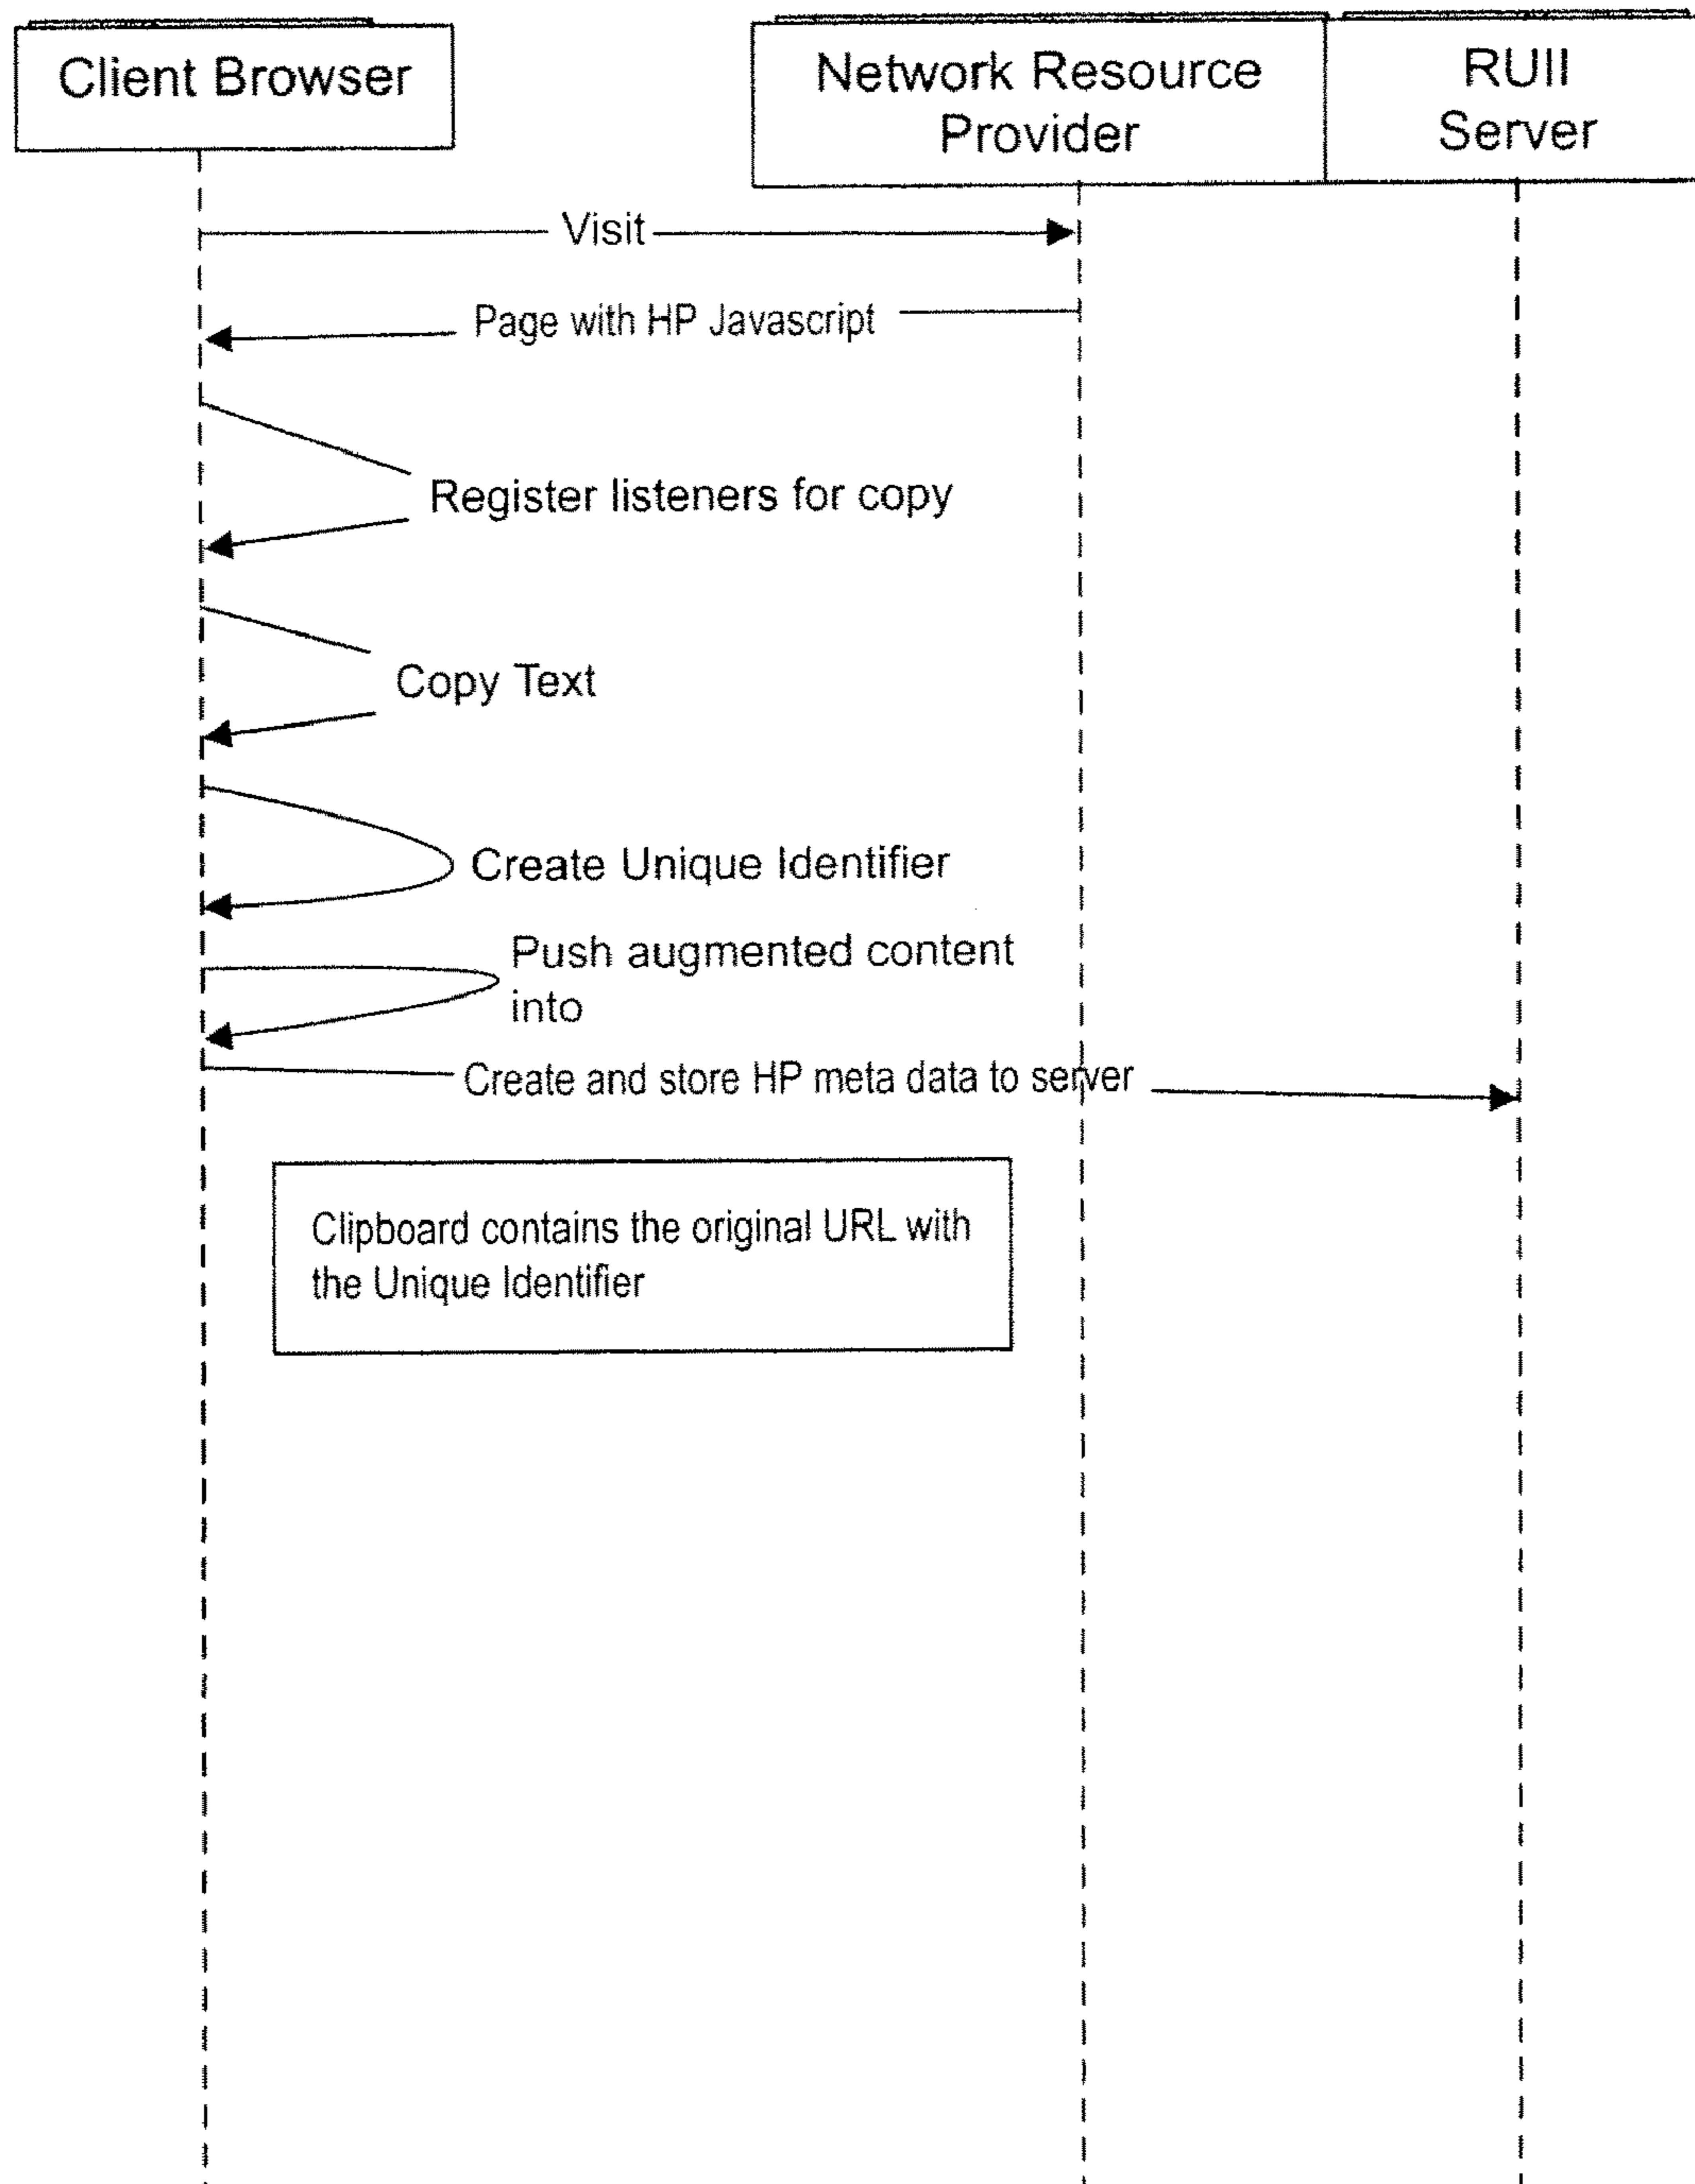 Client Browser
Network Resource
Provider
RUII
Server
Visit
Page with HP Javascript
Register listeners for copy
Copy Text
Create Unique Identifier
Push augmented content
into
Create and store HP meta data to server
Clipboard contains the original URL with
the Unique Identifier